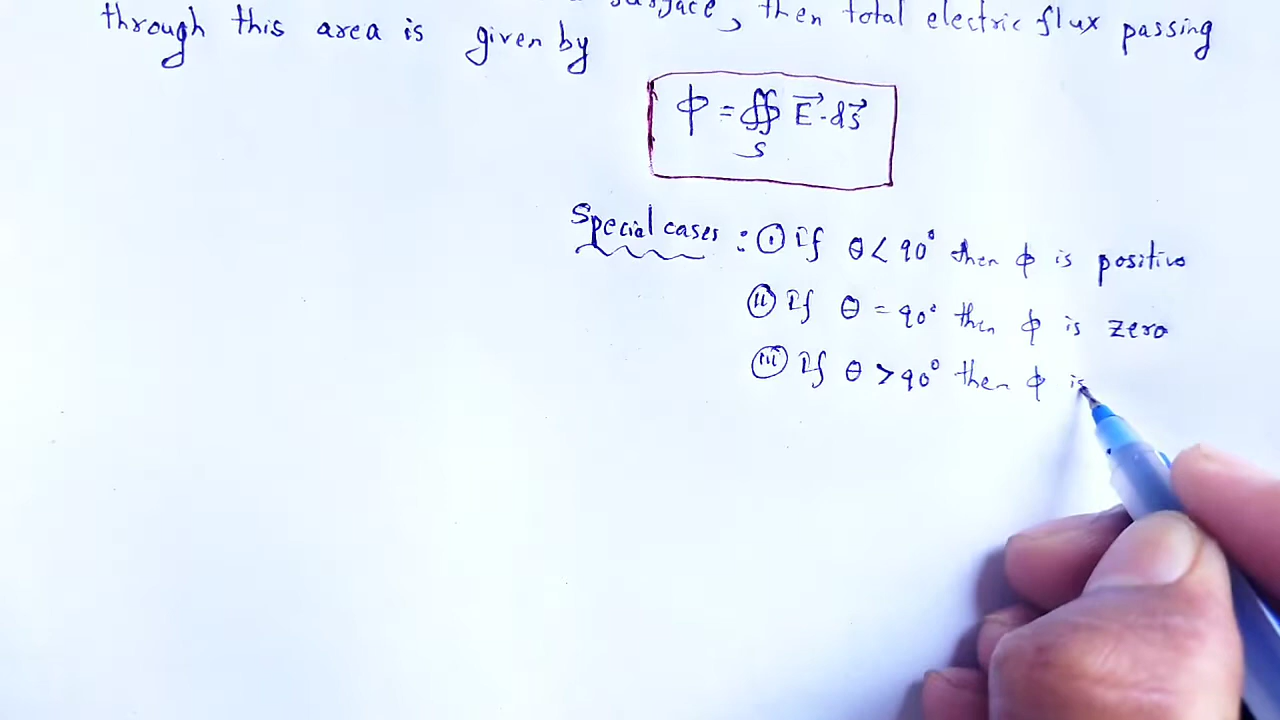 surface, then total electric flux passing
through this area is given by
ϕ = ∯ E⃗·ds⃗
S
Special cases : (i) If θ < 90° then ϕ is positive
(ii) If θ = 90° then ϕ is zero
(iii) If θ > 90° then ϕ is